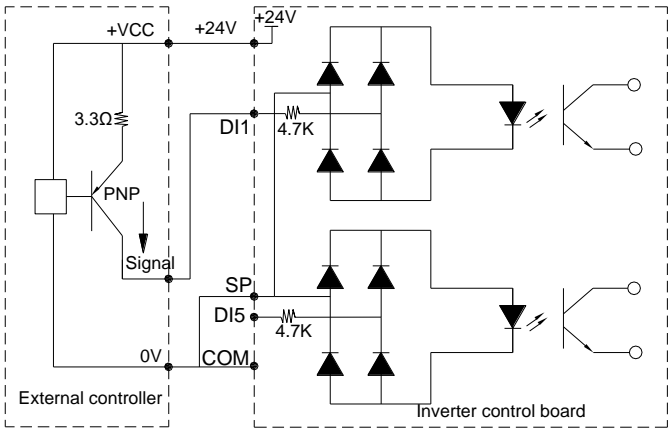 +VCC
+24V
+24V
3.3Ω
DI1
4.7K
PNP
Signal
SP
DI5
4.7K
0V
COM
External controller
Inverter control board